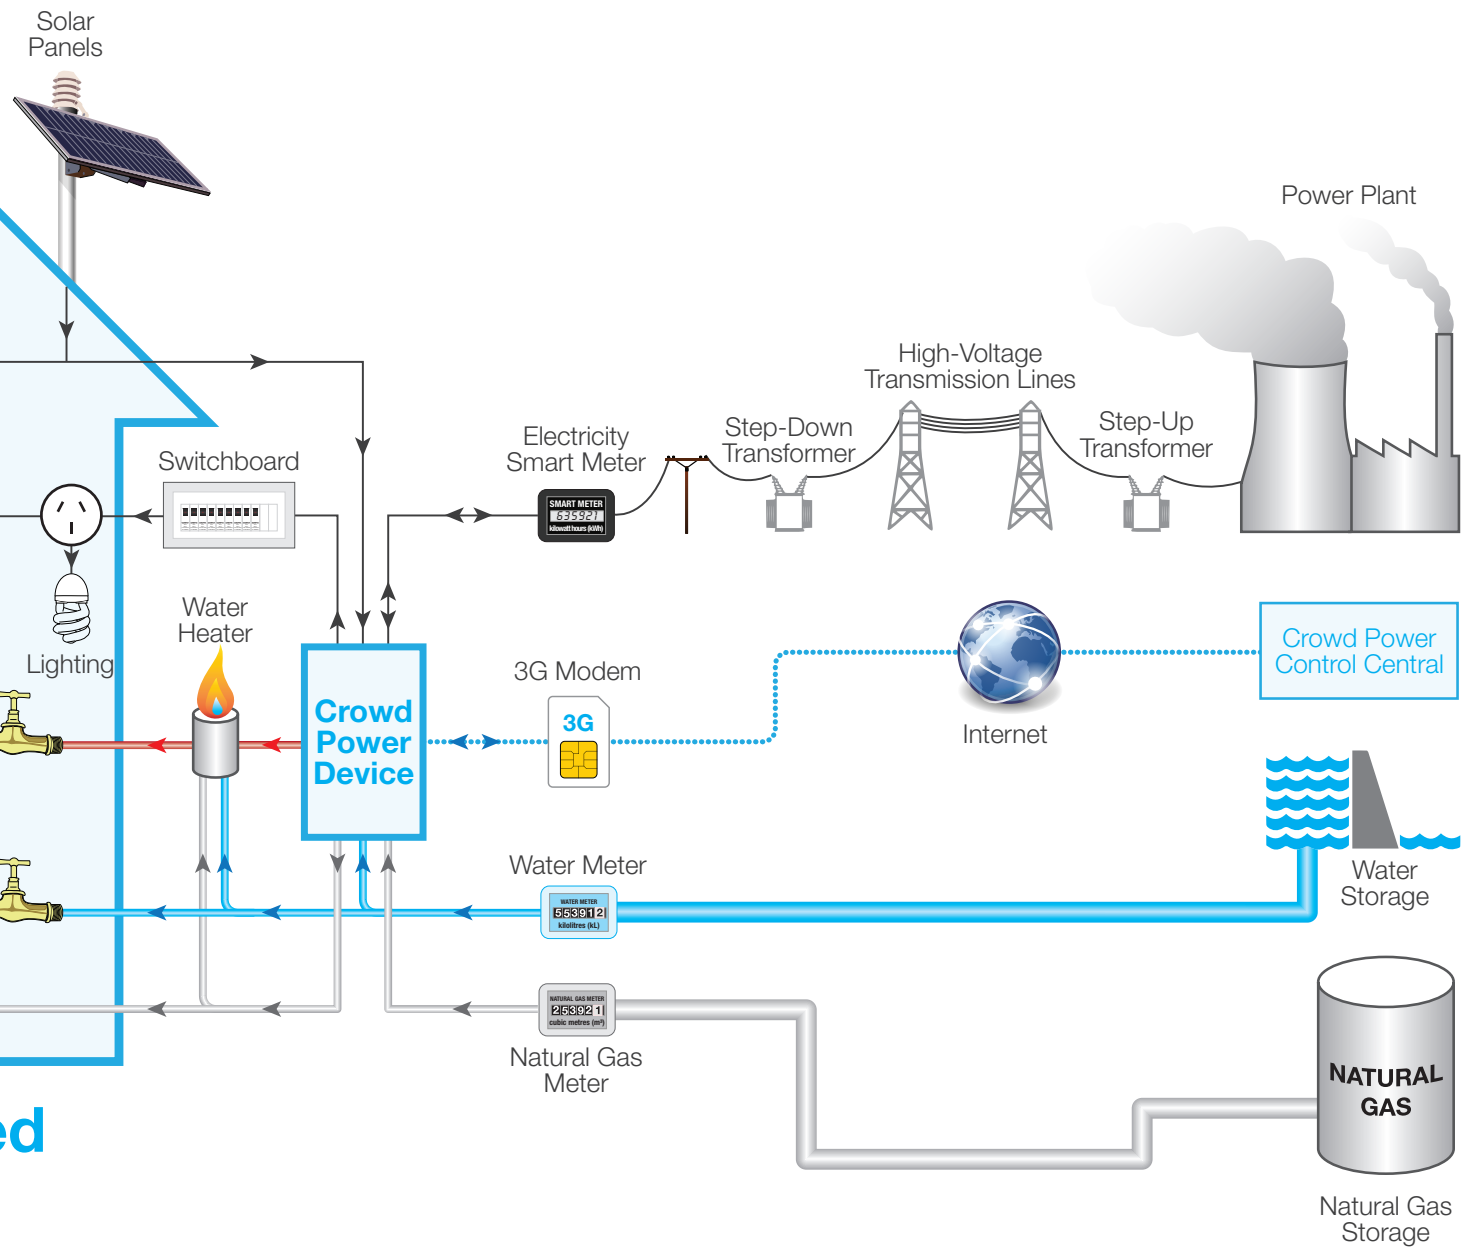 Solar
Panels
Power Plant
High-Voltage
Transmission Lines
Step-Up
Transformer
Step-Down
Transformer
Electricity
Smart Meter
Switchboard
SMART METER
635927
kilowatt hours (kWh)
Water
Heater
Lighting
Crowd
Power
Device
3G Modem
3G
Internet
Crowd Power
Control Central
Water
Storage
Water Meter
WATER METER
553912
kilolitres (kL)
NATURAL GAS METER
253921
cubic metres (m³)
Natural Gas
Meter
NATURAL
GAS
Natural Gas
Storage
ed